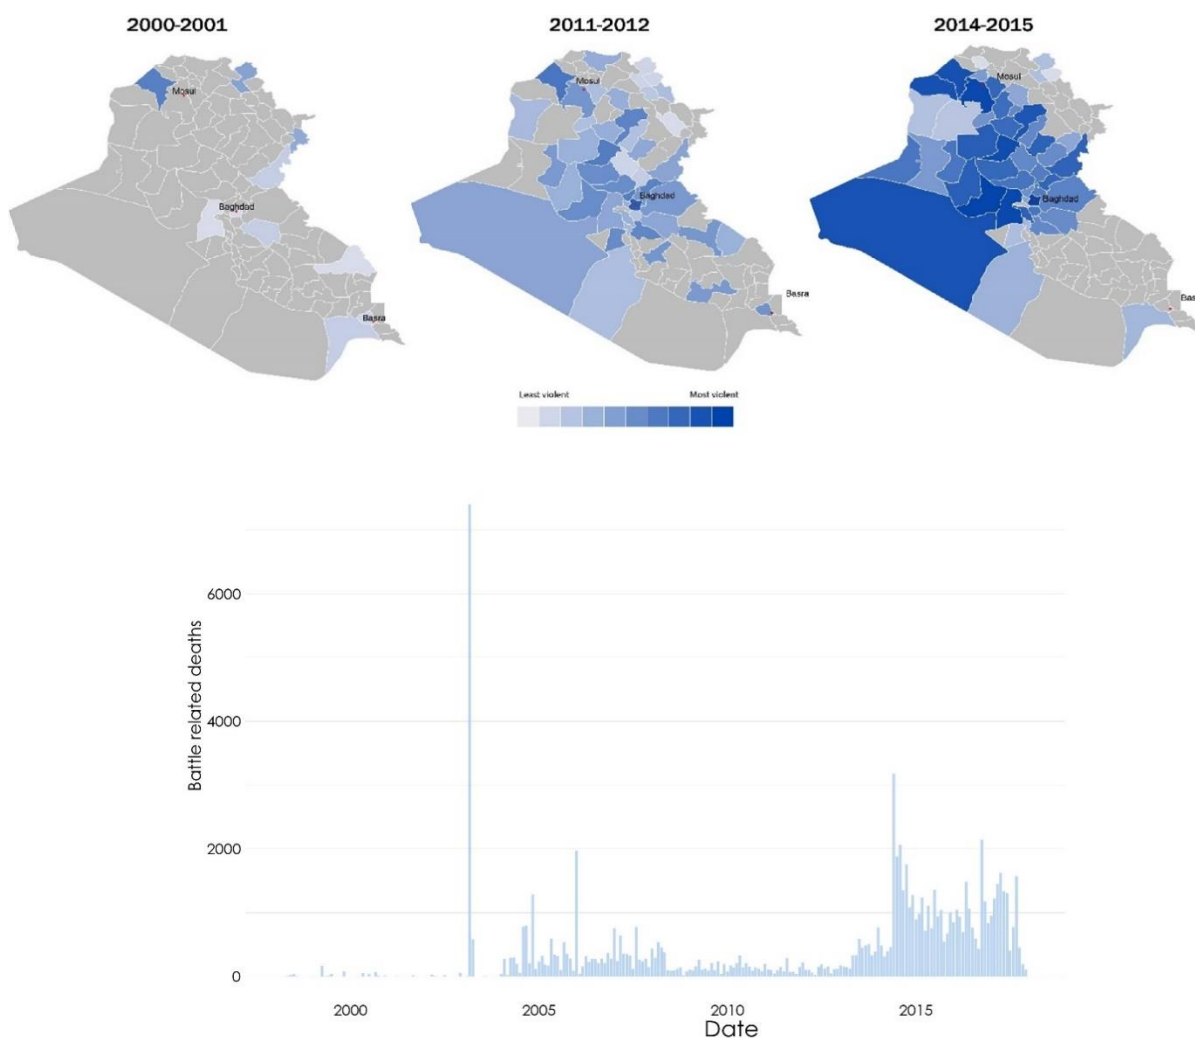 2000-2001
2011-2012
2014-2015
Mosul
Baghdad
Basra
Mosul
Baghdad
Basra
Mosul
Baghdad
Bas
Least violent
Most violent
Battle related deaths
6000
4000
2000
0
2000
2005
2010
2015
Date